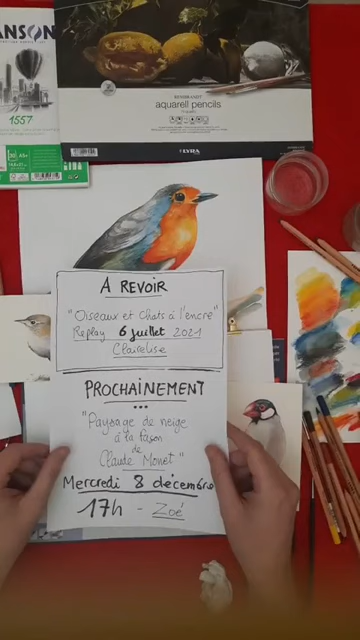 ANSON
1557
REMBRANDT
aquarell pencils
LYRA
À REVOIR
"Oiseaux et chats à l'encre"
Replay 6 juillet 2021
Clairelise
PROCHAINEMENT
"Paysage de neige
à la façon
de
Claude Monet"
Mercredi 8 décembre
17h - Zoé